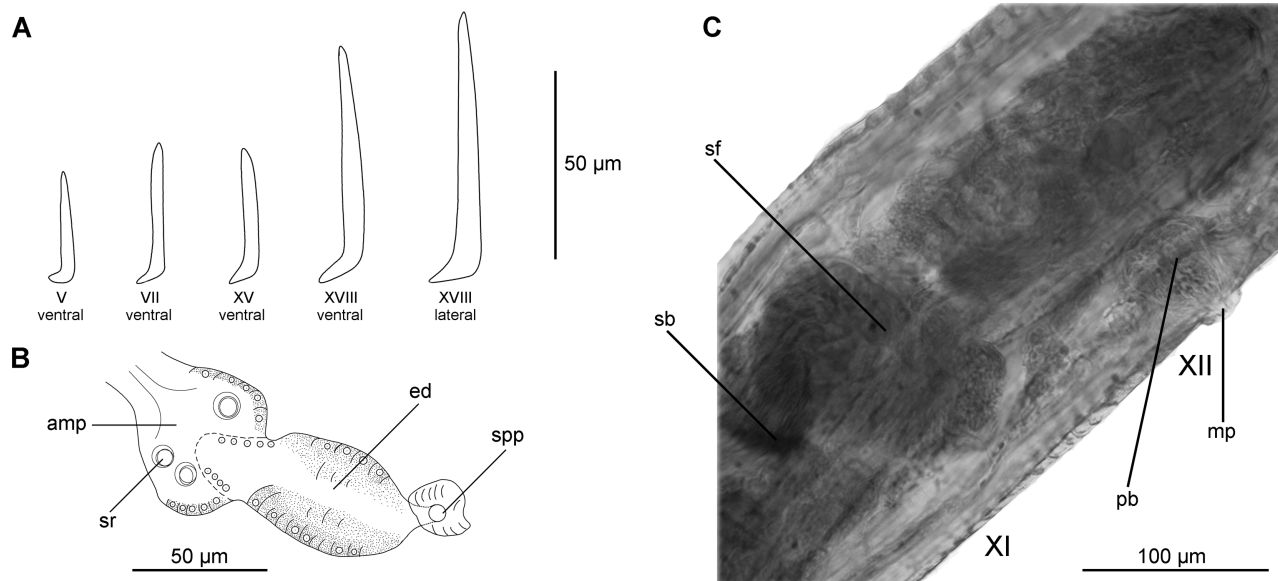 A
50 µm
V
ventral
VII
ventral
XV
ventral
XVIII
ventral
XVIII
lateral
B
amp
ed
spp
sr
50 µm
C
sf
sb
XII
mp
pb
XI
100 µm